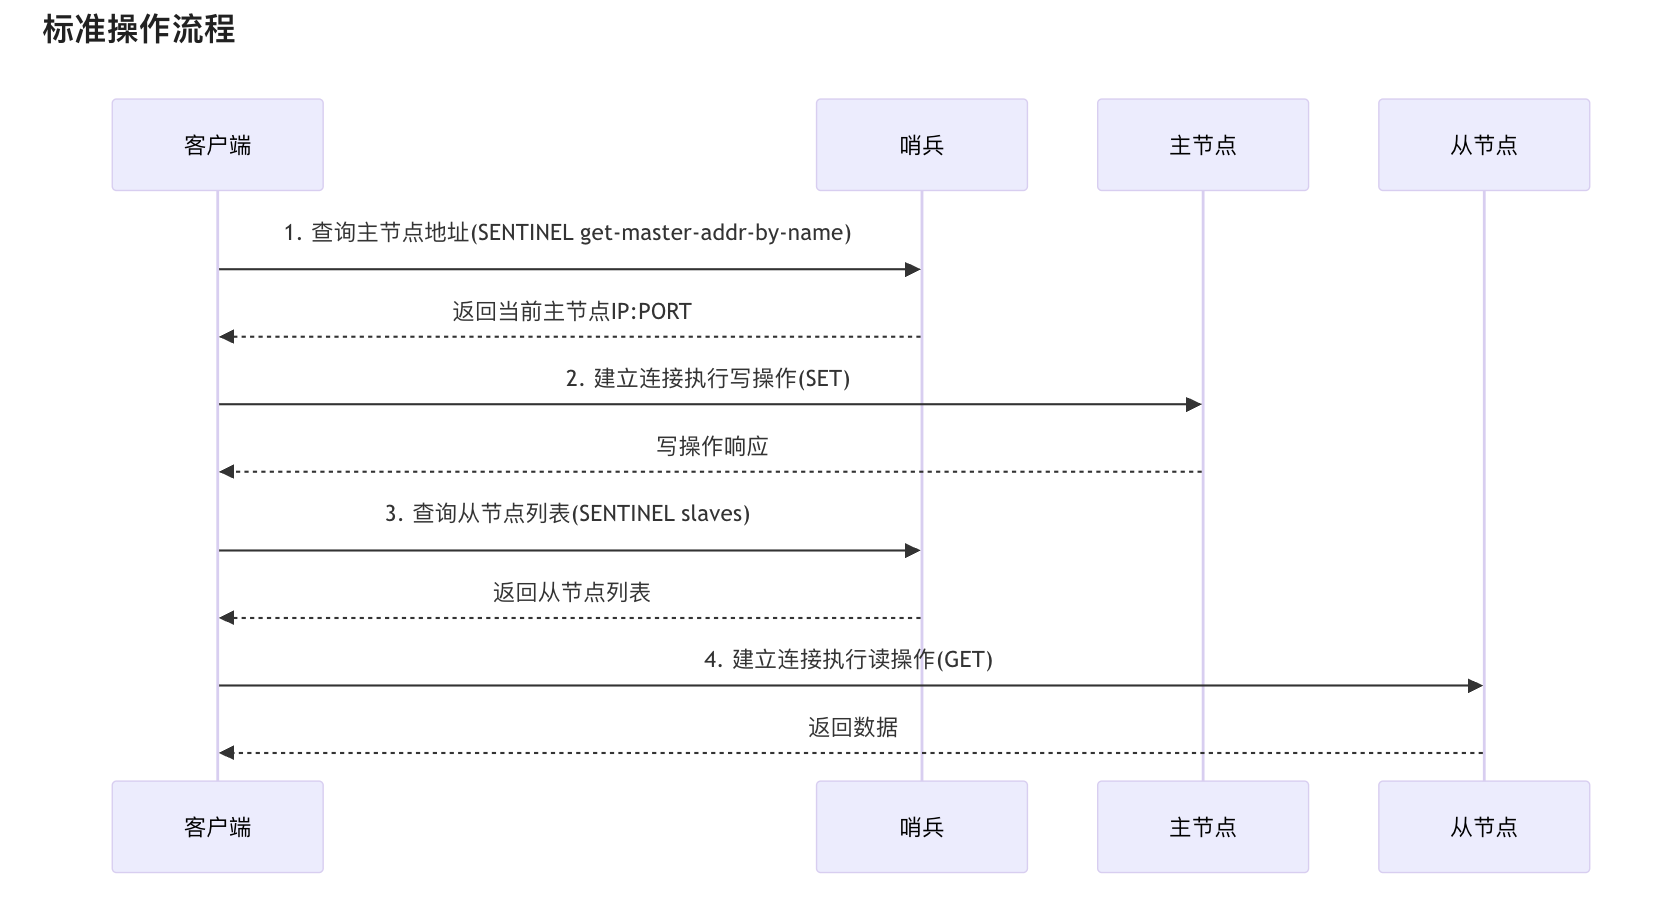 标准操作流程
客户端
哨兵
主节点
从节点
1. 查询主节点地址(SENTINEL get-master-addr-by-name)
返回当前主节点IP:PORT
2. 建立连接执行写操作(SET)
写操作响应
3. 查询从节点列表(SENTINEL slaves)
返回从节点列表
4. 建立连接执行读操作(GET)
返回数据
客户端
哨兵
主节点
从节点